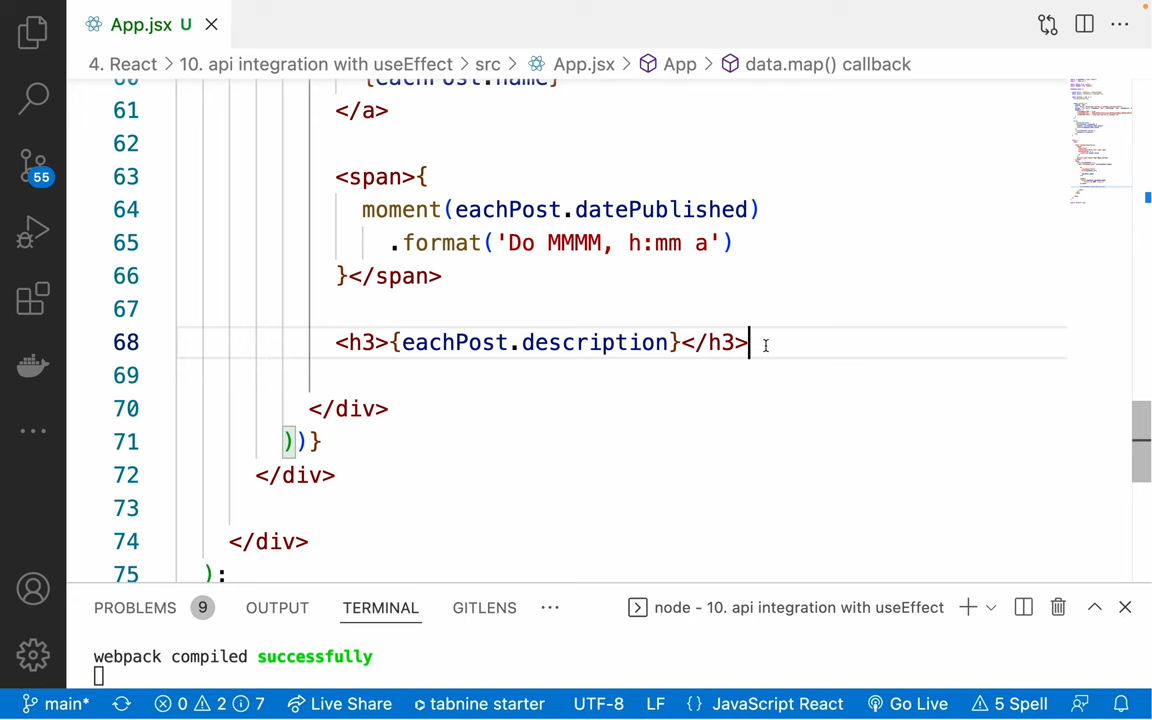 App.jsx U
4. React > 10. api integration with useEffect > src > App.jsx > App > data.map() callback
60 {eachPost.name}
61 </a>
62
63 <span>{
64 moment(eachPost.datePublished)
65 .format('Do MMMM, h:mm a')
66 }</span>
67
68 <h3>{eachPost.description}</h3>
69
70 </div>
71 ))}
72 </div>
73
74 </div>
75 ):
55
PROBLEMS 9 OUTPUT TERMINAL GITLENS node - 10. api integration with useEffect
webpack compiled successfully
main* 0 2 7 Live Share tabnine starter UTF-8 LF {} JavaScript React Go Live 5 Spell